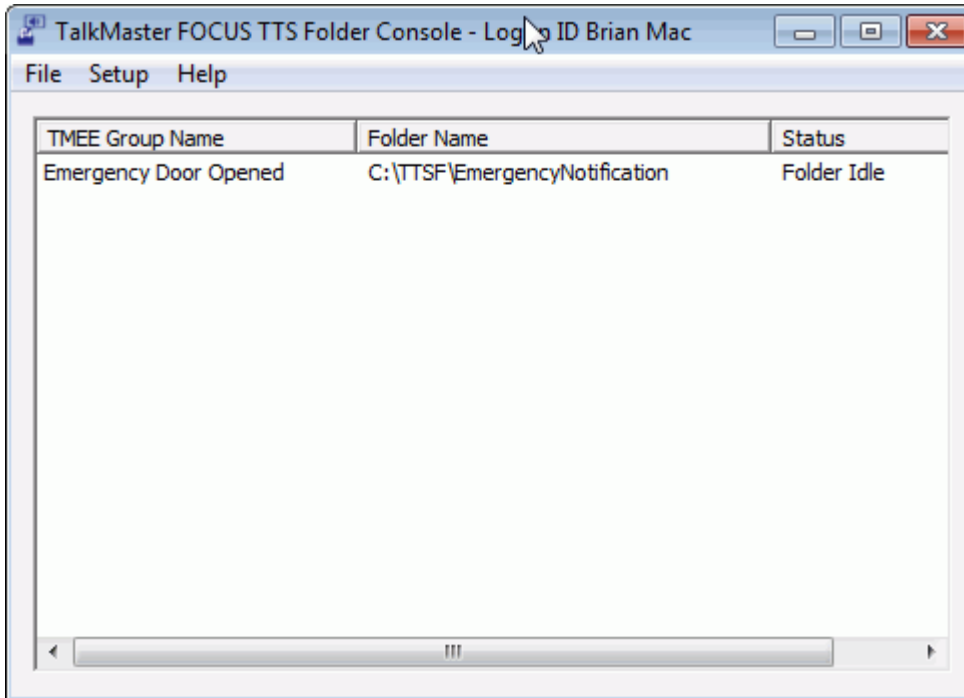 TalkMaster FOCUS TTS Folder Console - Login ID Brian Mac
File Setup Help
TMEE Group Name Folder Name Status
Emergency Door Opened C:\TTSF\EmergencyNotification Folder Idle